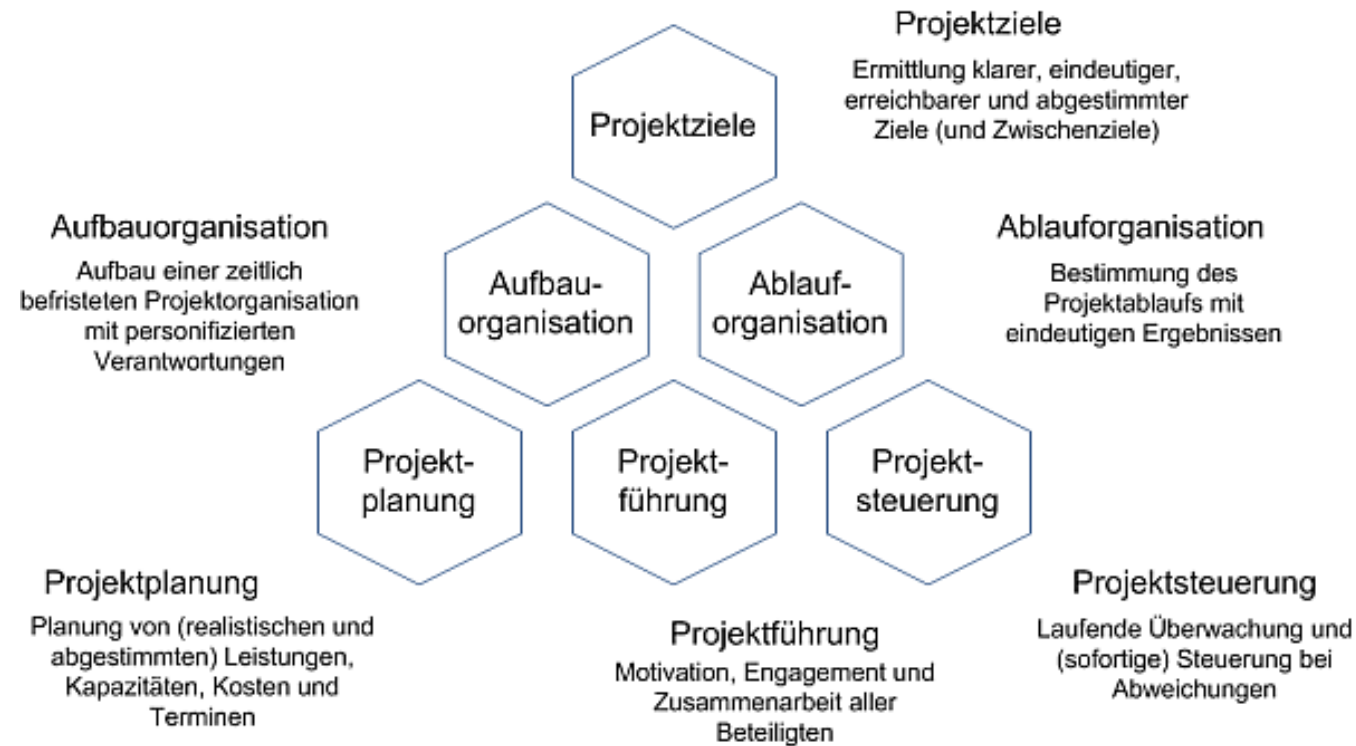 Projektziele
Ermittlung klarer, eindeutiger,
erreichbarer und abgestimmter
Ziele (und Zwischenziele)
Projektziele
Aufbauorganisation
Aufbau einer zeitlich
befristeten Projektorganisation
mit personifizierten
Verantwortungen
Aufbau-
organisation
Ablauf-
organisation
Ablauforganisation
Bestimmung des
Projektablaufs mit
eindeutigen Ergebnissen
Projekt-
planung
Projekt-
führung
Projekt-
steuerung
Projektplanung
Planung von (realistischen und
abgestimmten) Leistungen,
Kapazitäten, Kosten und
Terminen
Projektführung
Motivation, Engagement und
Zusammenarbeit aller
Beteiligten
Projektsteuerung
Laufende Überwachung und
(sofortige) Steuerung bei
Abweichungen